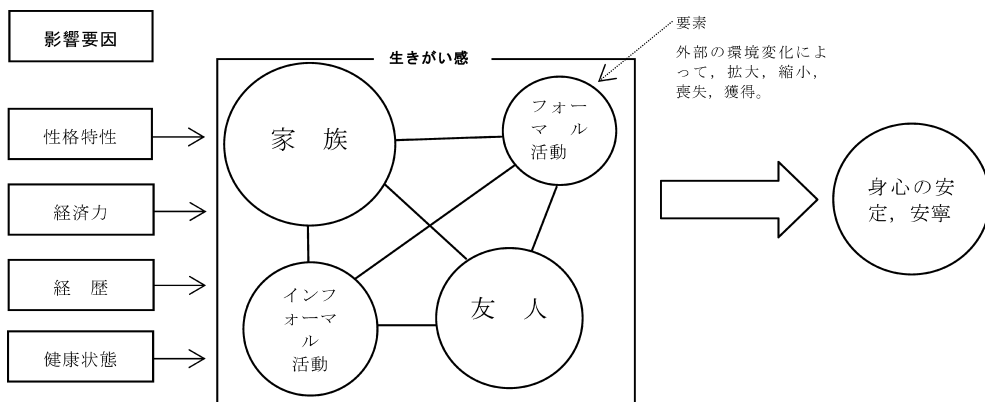 影響要因
性格特性
経済力
経　歴
健康状態
生きがい感
家　族
フォー
マ　ル
活動
インフ
ォーマ
ル
活動
友　人
要素
外部の環境変化によ
って，拡大，縮小，
喪失，獲得。
身心の安
定，安寧